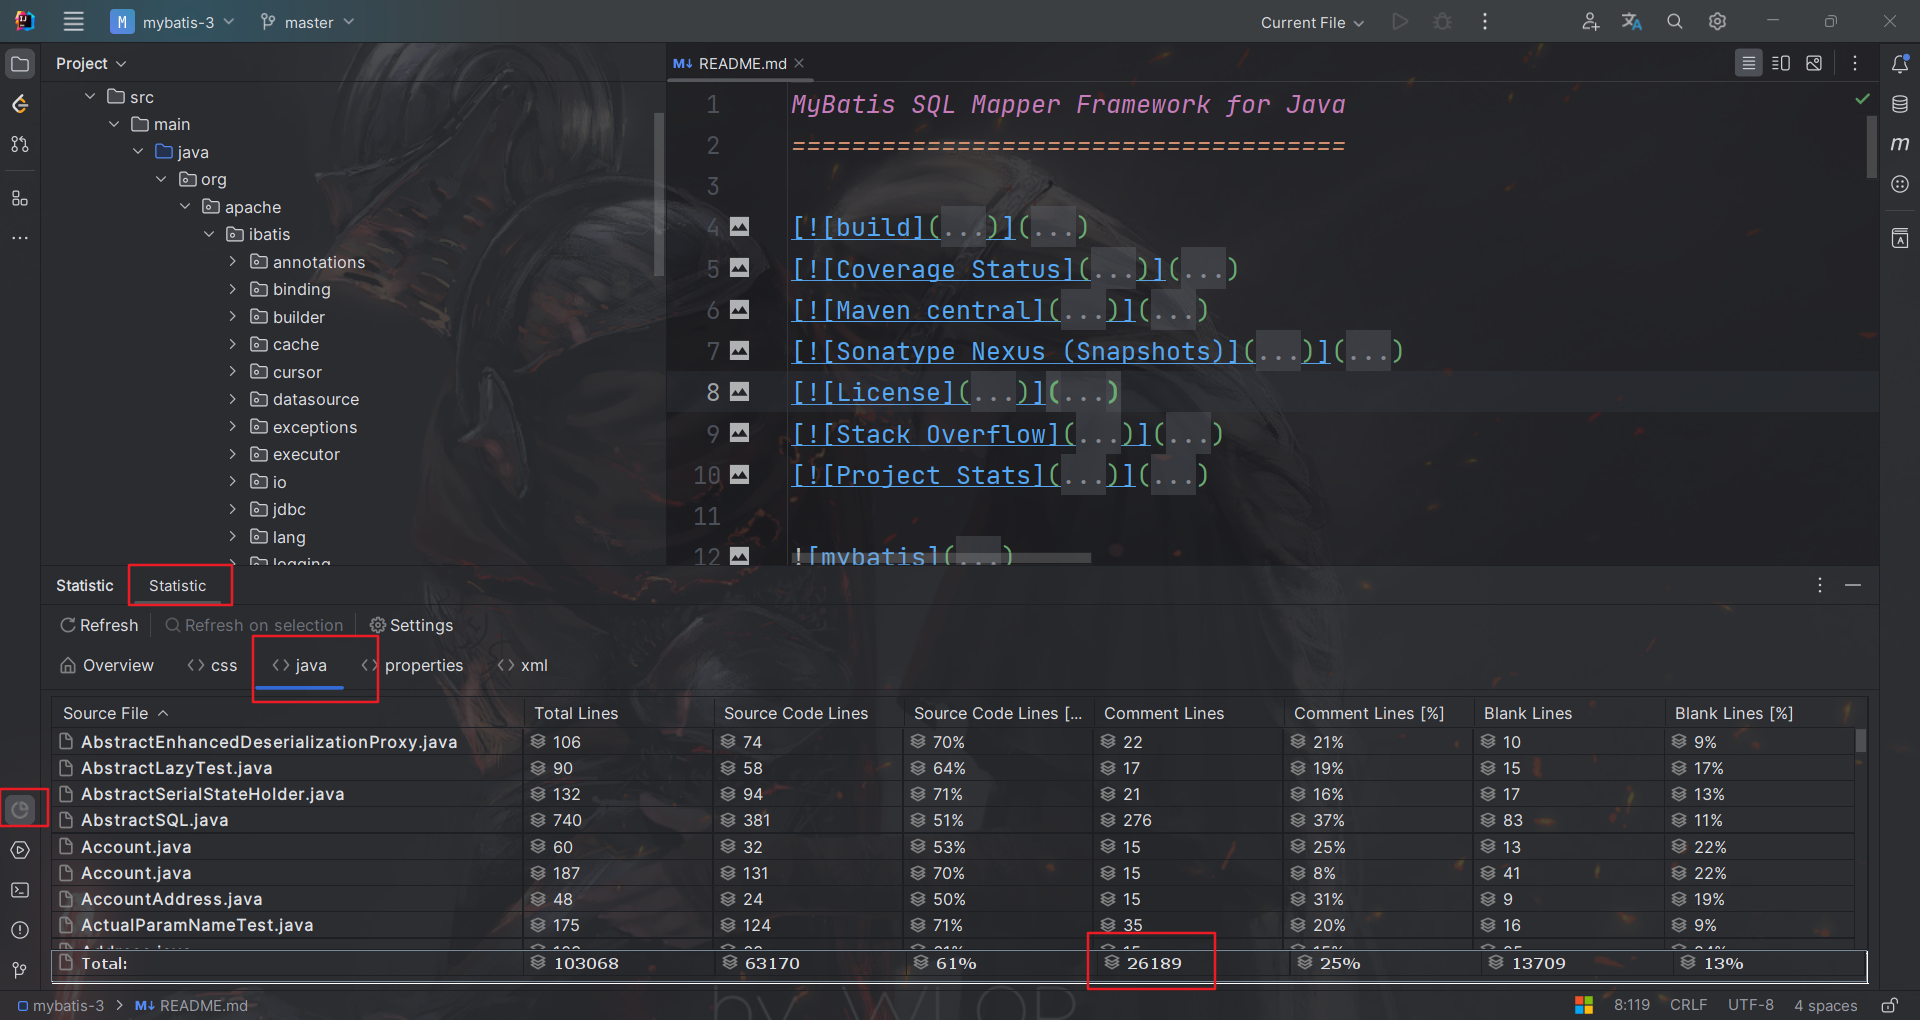 M mybatis-3 master Current File
Project
src
main
java
org
apache
ibatis
annotations
binding
builder
cache
cursor
datasource
exceptions
executor
io
jdbc
lang
logging
M↓ README.md
1 MyBatis SQL Mapper Framework for Java
2 =====================================
3
4 [![build](...)](...)
5 [![Coverage Status](...)](...)
6 [![Maven central](...)](...)
7 [![Sonatype Nexus (Snapshots)](...)](...)
8 [![License](...)](...)
9 [![Stack Overflow](...)](...)
10 [![Project Stats](...)](...)
11
12 ![mybatis](...)
Statistic Statistic
Refresh Refresh on selection Settings
Overview <> css <> java <> properties <> xml
Source File Total Lines Source Code Lines Source Code Lines [... Comment Lines Comment Lines [%] Blank Lines Blank Lines [%]
AbstractEnhancedDeserializationProxy.java 106 74 70% 22 21% 10 9%
AbstractLazyTest.java 90 58 64% 17 19% 15 17%
AbstractSerialStateHolder.java 132 94 71% 21 16% 17 13%
AbstractSQL.java 740 381 51% 276 37% 83 11%
Account.java 60 32 53% 15 25% 13 22%
Account.java 187 131 70% 15 8% 41 22%
AccountAddress.java 48 24 50% 15 31% 9 19%
ActualParamNameTest.java 175 124 71% 35 20% 16 9%
Total: 103068 63170 61% 26189 25% 13709 13%
by WLOP
mybatis-3 > M↓ README.md 8:119 CRLF UTF-8 4 spaces